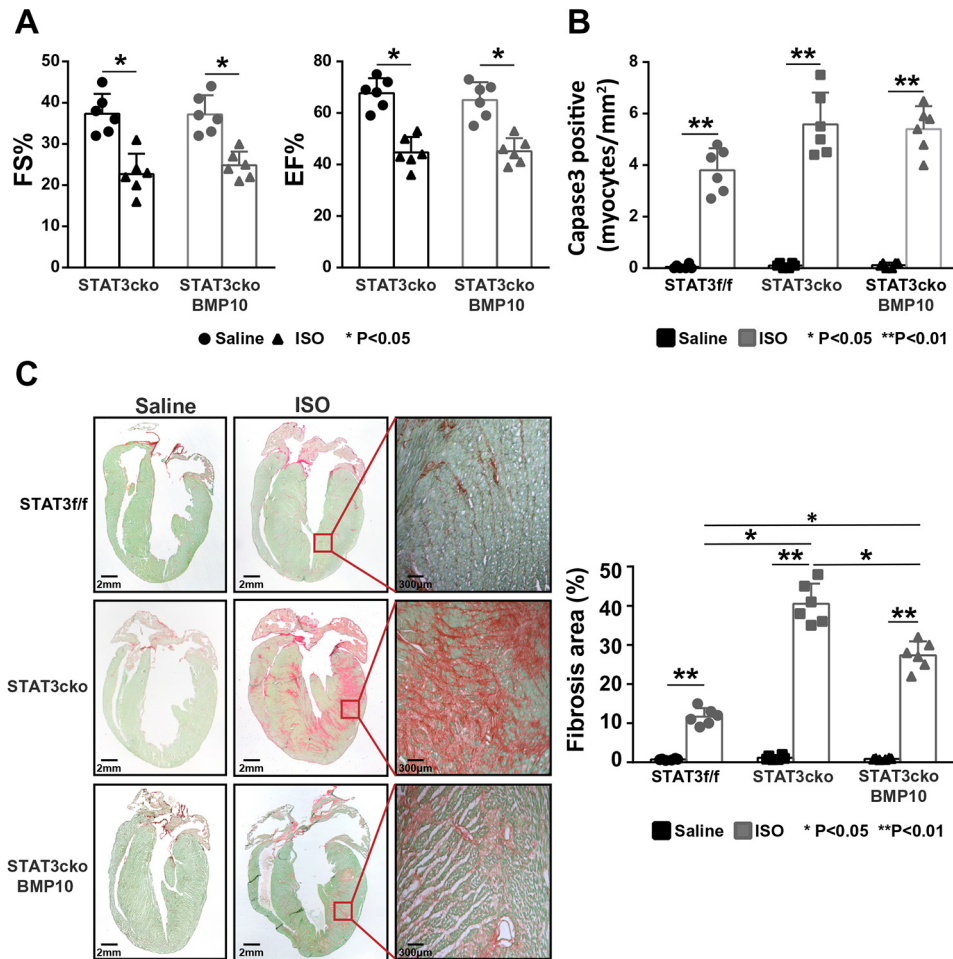 A
B
FS%
50
40
30
20
10
0
*
*
STAT3cko
STAT3cko
BMP10
EF%
80
60
40
20
0
*
*
STAT3cko
STAT3cko
BMP10
Saline ISO * P<0.05
Capase3 positive
(myocytes/mm²)
8
6
4
2
0
**
**
**
STAT3f/f
STAT3cko
STAT3cko
BMP10
Saline ISO * P<0.05 **P<0.01
C
Saline
ISO
STAT3f/f
2mm
2mm
300μm
STAT3cko
2mm
2mm
300μm
STAT3cko
BMP10
2mm
2mm
300μm
Fibrosis area (%)
50
40
30
20
10
0
*
*
**
*
**
**
STAT3f/f
STAT3cko
STAT3cko
BMP10
Saline ISO * P<0.05 **P<0.01